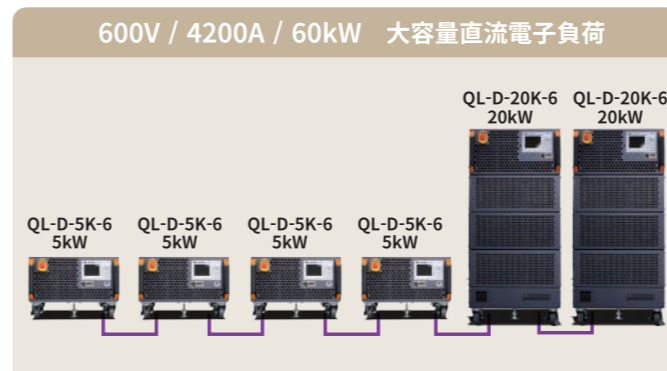 600V / 4200A / 60kW 大容量直流電子負荷
QL-D-20K-6 QL-D-20K-6
20kW 20kW
QL-D-5K-6 QL-D-5K-6 QL-D-5K-6 QL-D-5K-6
5kW 5kW 5kW 5kW